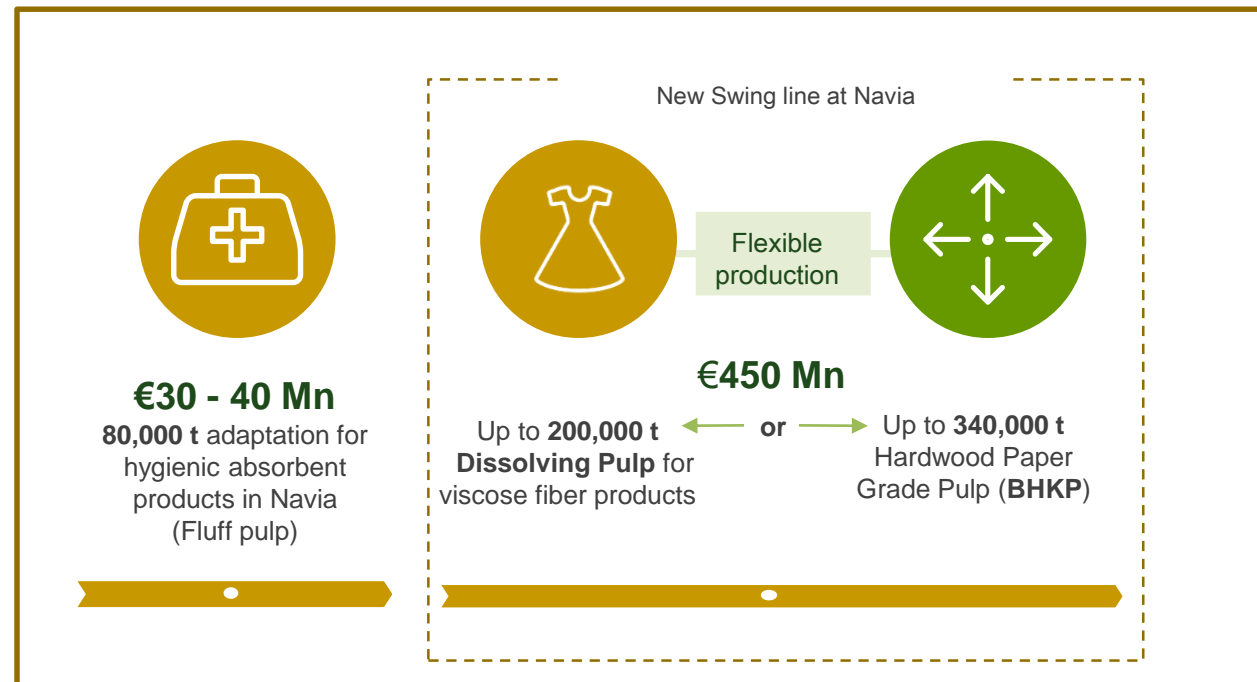 New Swing line at Navia
Flexible
production
€30 - 40 Mn
80,000 t adaptation for
hygienic absorbent
products in Navia
(Fluff pulp)
€450 Mn
Up to 200,000 t
Dissolving Pulp for
viscose fiber products
or
Up to 340,000 t
Hardwood Paper
Grade Pulp (BHKP)